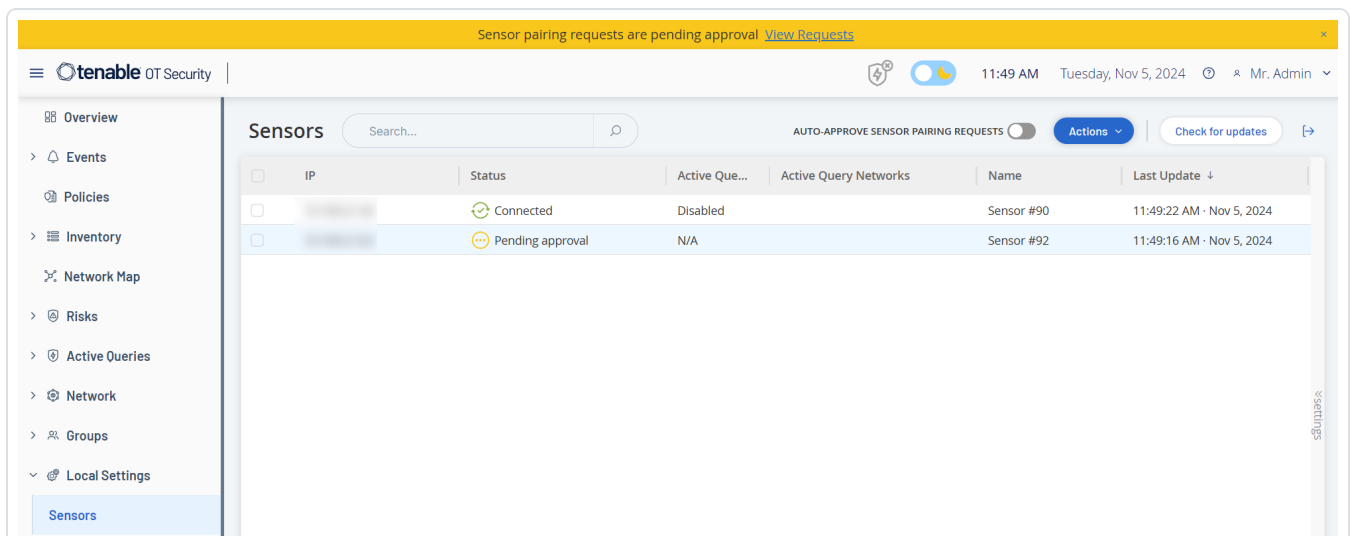 Sensor pairing requests are pending approval View Requests ×
tenable OT Security 11:49 AM Tuesday, Nov 5, 2024 Mr. Admin
Overview
Events
Policies
Inventory
Network Map
Risks
Active Queries
Network
Groups
Local Settings
Sensors
Sensors Search... AUTO-APPROVE SENSOR PAIRING REQUESTS Actions Check for updates
IP Status Active Que... Active Query Networks Name Last Update ↓
Connected Disabled Sensor #90 11:49:22 AM · Nov 5, 2024
Pending approval N/A Sensor #92 11:49:16 AM · Nov 5, 2024
settings